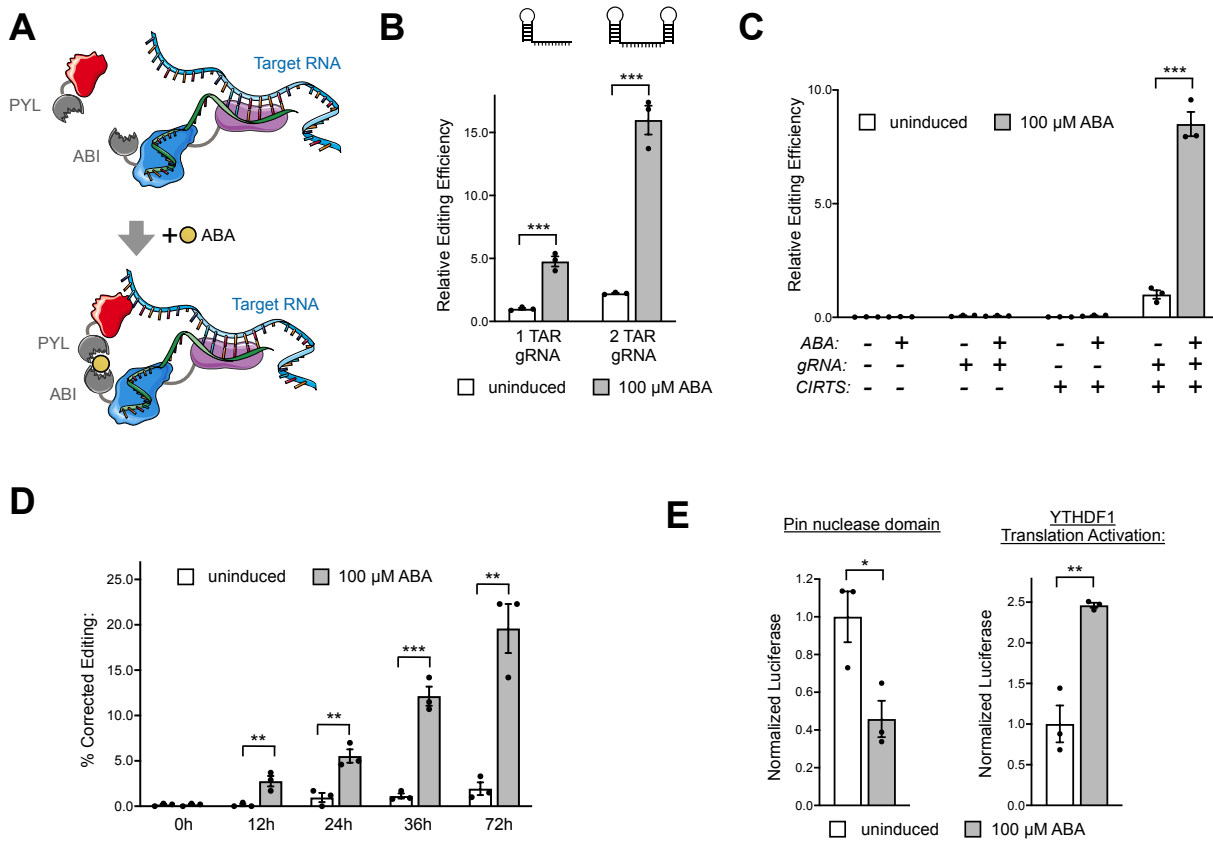 A
PYL
ABI
Target RNA
+ ABA
PYL
ABI
Target RNA
B
Relative Editing Efficiency
15.0
10.0
5.0
0.0
***
***
1 TAR
gRNA
2 TAR
gRNA
uninduced
100 µM ABA
C
Relative Editing Efficiency
10.0
5.0
0.0
uninduced
100 µM ABA
***
ABA: - + - + - + - +
gRNA: - - + + - - + +
CIRTS: - - - - + + + +
D
% Corrected Editing:
25.0
20.0
15.0
10.0
5.0
0.0
uninduced
100 µM ABA
**
**
***
**
0h
12h
24h
36h
72h
E
Pin nuclease domain
Normalized Luciferase
1.2
1.0
0.8
0.6
0.4
0.2
0.0
*
YTHDF1
Translation Activation:
Normalized Luciferase
2.5
2.0
1.5
1.0
0.5
0.0
**
uninduced
100 µM ABA